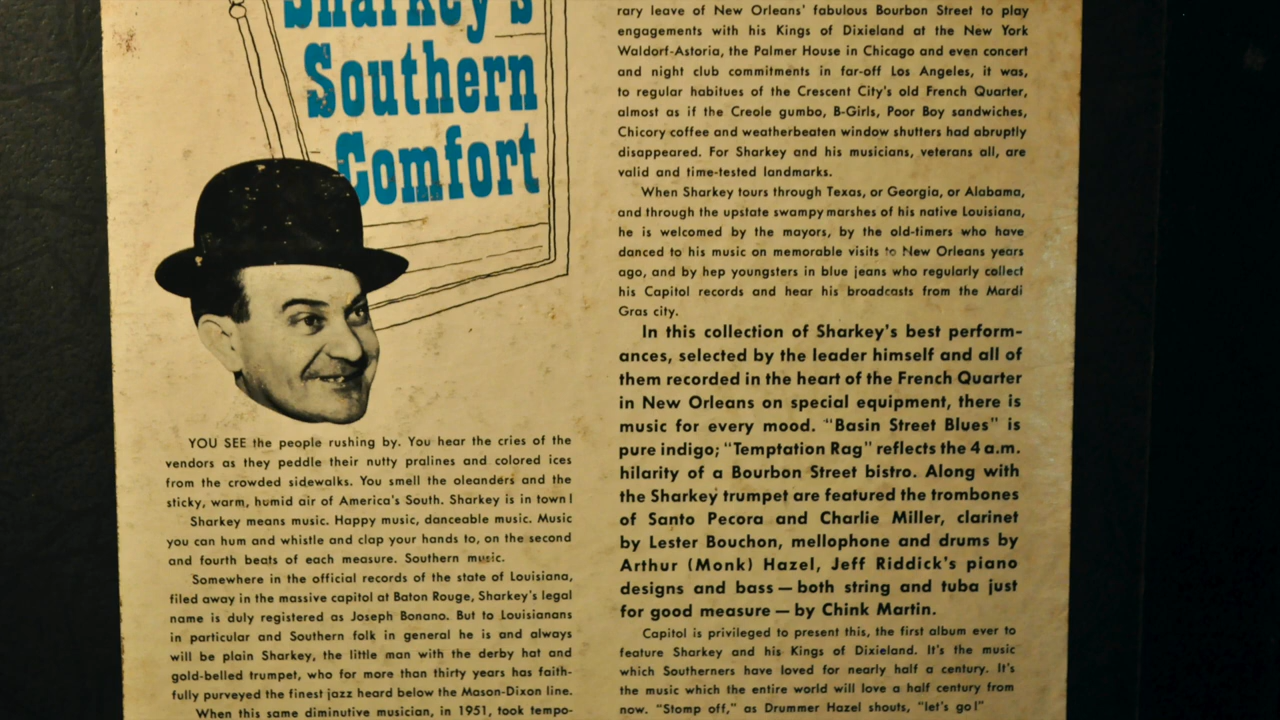 Sharkey's
Southern
Comfort
YOU SEE the people rushing by. You hear the cries of the
vendors as they peddle their nutty pralines and colored ices
from the crowded sidewalks. You smell the oleanders and the
sticky, warm, humid air of America's South. Sharkey is in town!
Sharkey means music. Happy music, danceable music. Music
you can hum and whistle and clap your hands to, on the second
and fourth beats of each measure. Southern music.
Somewhere in the official records of the state of Louisiana,
filed away in the massive capitol at Baton Rouge, Sharkey's legal
name is duly registered as Joseph Bonano. But to Louisianans
in particular and Southern folk in general he is and always
will be plain Sharkey, the little man with the derby hat and
gold-belled trumpet, who for more than thirty years has faith-
fully purveyed the finest jazz heard below the Mason-Dixon line.
When this same diminutive musician, in 1951, took tempo-
rary leave of New Orleans' fabulous Bourbon Street to play
engagements with his Kings of Dixieland at the New York
Waldorf-Astoria, the Palmer House in Chicago and even concert
and night club commitments in far-off Los Angeles, it was,
to regular habitues of the Crescent City's old French Quarter,
almost as if the Creole gumbo, B-Girls, Poor Boy sandwiches,
Chicory coffee and weatherbeaten window shutters had abruptly
disappeared. For Sharkey and his musicians, veterans all, are
valid and time-tested landmarks.
When Sharkey tours through Texas, or Georgia, or Alabama,
and through the upstate swampy marshes of his native Louisiana,
he is welcomed by the mayors, by the old-timers who have
danced to his music on memorable visits to New Orleans years
ago, and by hep youngsters in blue jeans who regularly collect
his Capitol records and hear his broadcasts from the Mardi
Gras city.
In this collection of Sharkey's best perform-
ances, selected by the leader himself and all of
them recorded in the heart of the French Quarter
in New Orleans on special equipment, there is
music for every mood. "Basin Street Blues" is
pure indigo; "Temptation Rag" reflects the 4 a.m.
hilarity of a Bourbon Street bistro. Along with
the Sharkey trumpet are featured the trombones
of Santo Pecora and Charlie Miller, clarinet
by Lester Bouchon, mellophone and drums by
Arthur (Monk) Hazel, Jeff Riddick's piano
designs and bass — both string and tuba just
for good measure — by Chink Martin.
Capitol is privileged to present this, the first album ever to
feature Sharkey and his Kings of Dixieland. It's the music
which Southerners have loved for nearly half a century. It's
the music which the entire world will love a half century from
now. "Stomp off," as Drummer Hazel shouts, "let's go!"